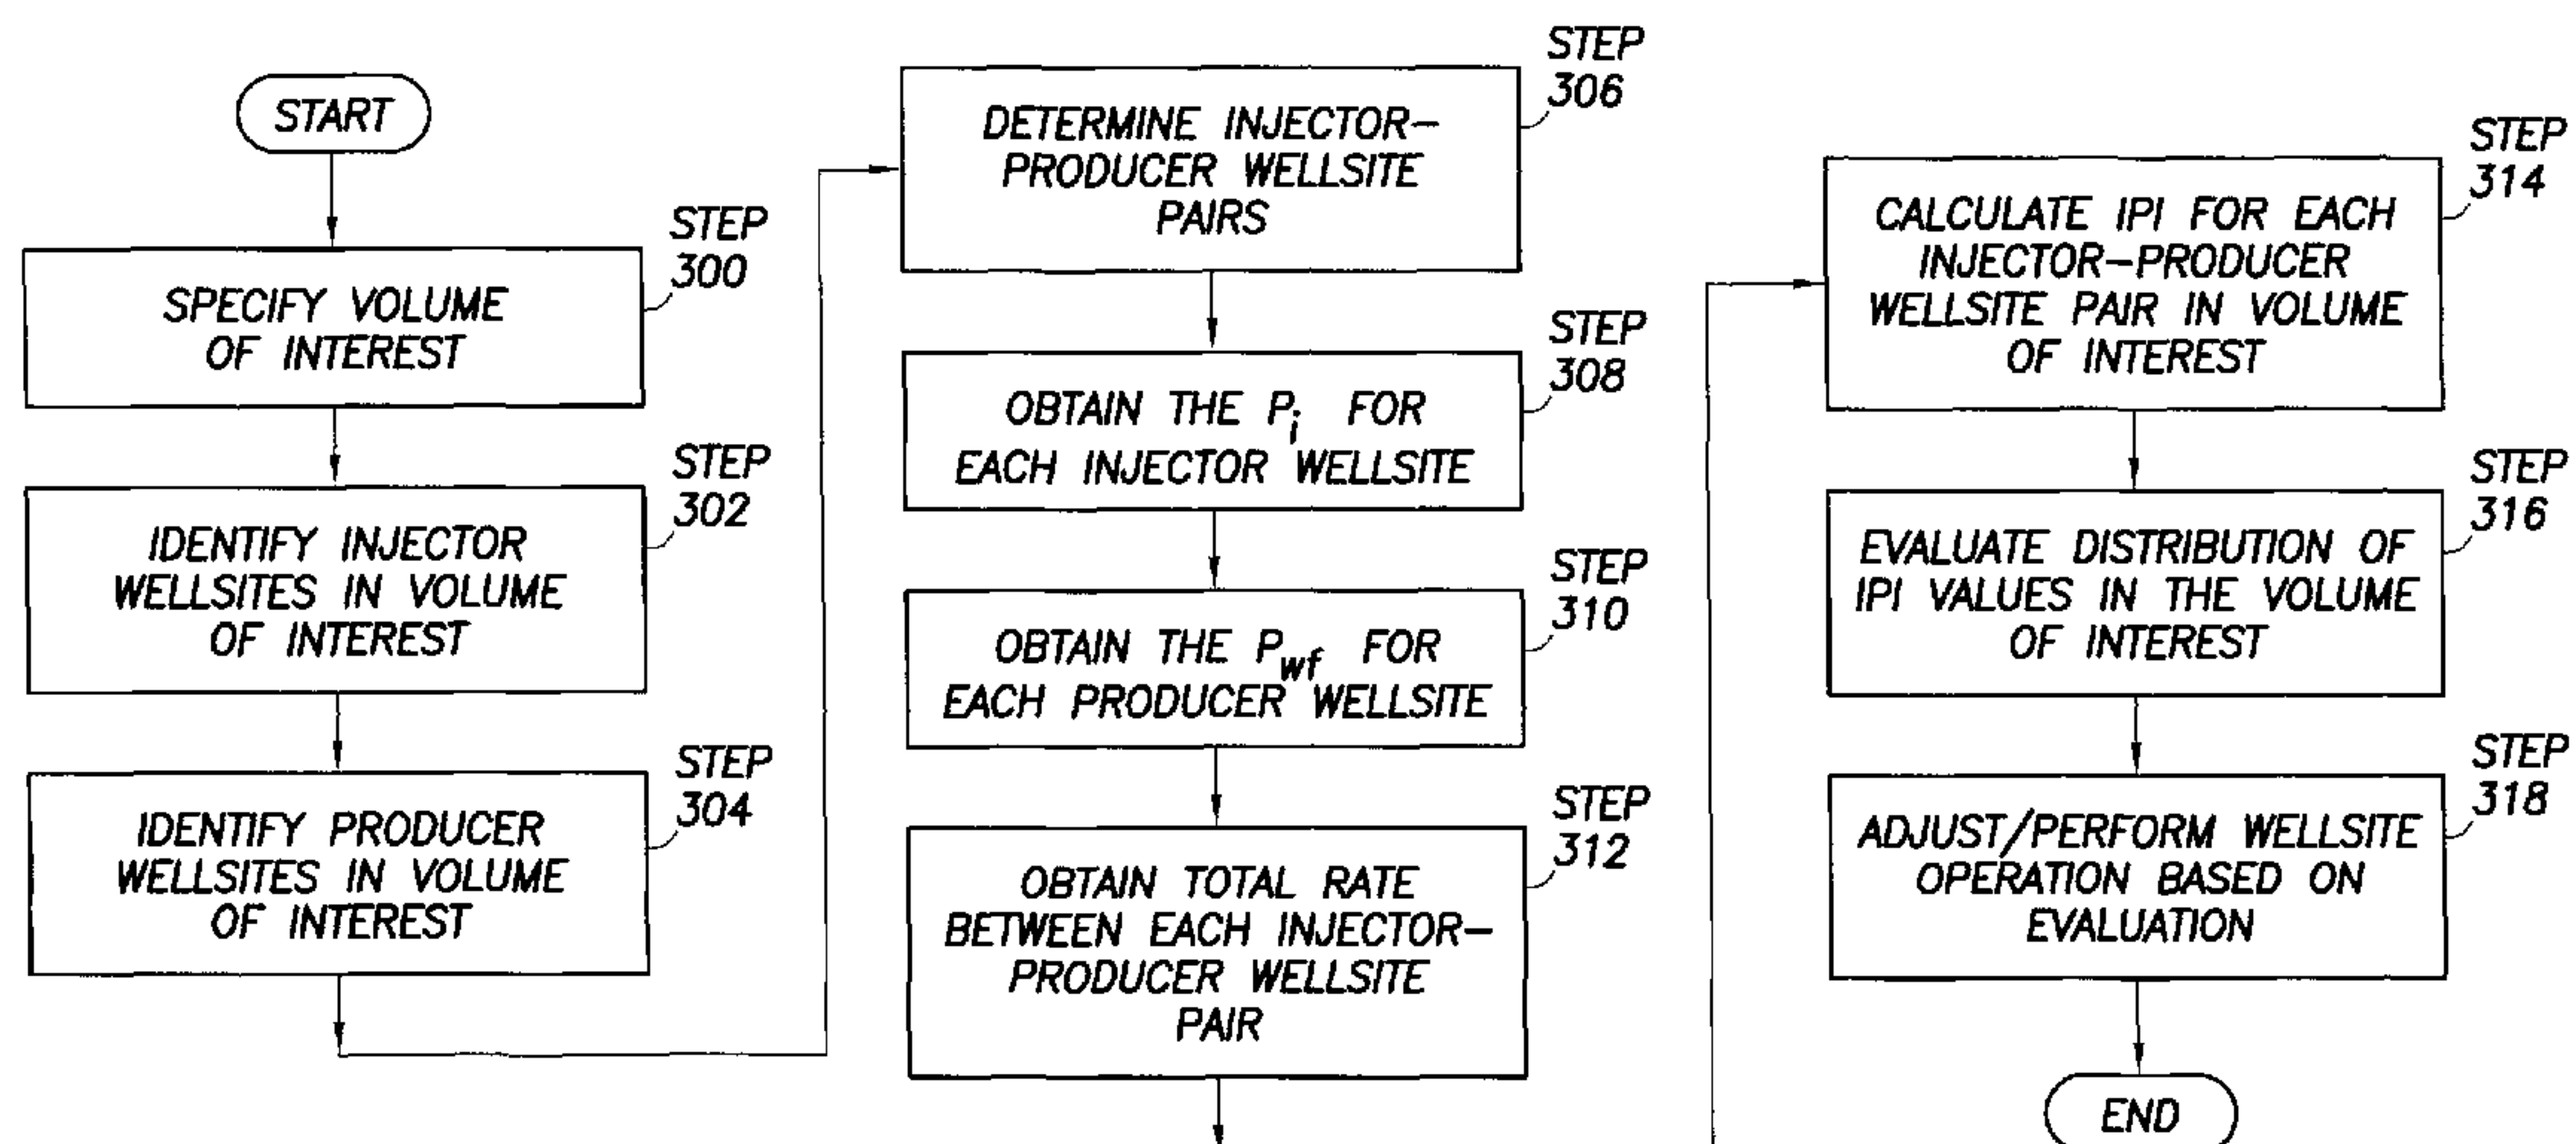 START
STEP
300
SPECIFY VOLUME
OF INTEREST
STEP
302
IDENTIFY INJECTOR
WELLSITES IN VOLUME
OF INTEREST
STEP
304
IDENTIFY PRODUCER
WELLSITES IN VOLUME
OF INTEREST
STEP
306
DETERMINE INJECTOR–
PRODUCER WELLSITE
PAIRS
STEP
308
OBTAIN THE Pi FOR
EACH INJECTOR WELLSITE
STEP
310
OBTAIN THE Pwf FOR
EACH PRODUCER WELLSITE
STEP
312
OBTAIN TOTAL RATE
BETWEEN EACH INJECTOR–
PRODUCER WELLSITE
PAIR
STEP
314
CALCULATE IPI FOR EACH
INJECTOR–PRODUCER
WELLSITE PAIR IN VOLUME
OF INTEREST
STEP
316
EVALUATE DISTRIBUTION OF
IPI VALUES IN THE VOLUME
OF INTEREST
STEP
318
ADJUST/PERFORM WELLSITE
OPERATION BASED ON
EVALUATION
END